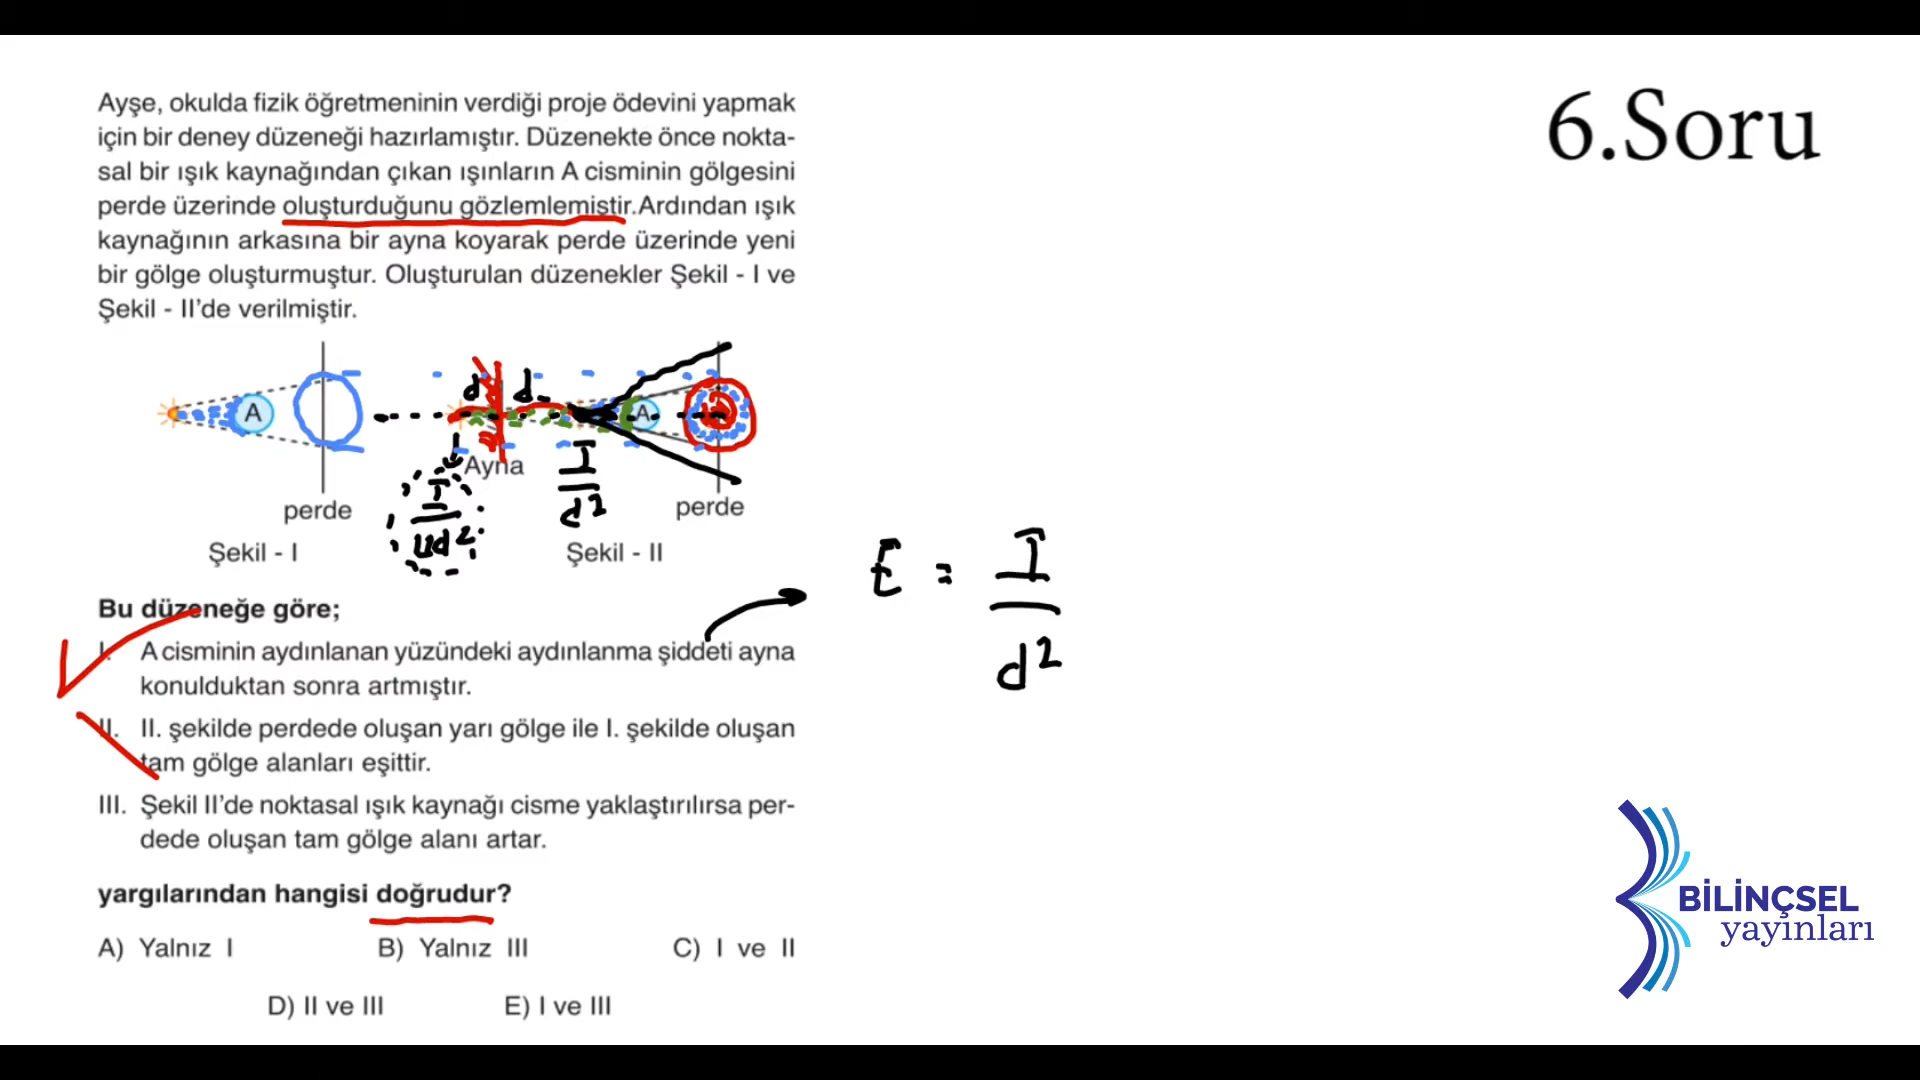 6.Soru
Ayşe, okulda fizik öğretmeninin verdiği proje ödevini yapmak
için bir deney düzeneği hazırlamıştır. Düzenekte önce nokta-
sal bir ışık kaynağından çıkan ışınların A cisminin gölgesini
perde üzerinde oluşturduğunu gözlemlemiştir.Ardından ışık
kaynağının arkasına bir ayna koyarak perde üzerinde yeni
bir gölge oluşturmuştur. Oluşturulan düzenekler Şekil - I ve
Şekil - II'de verilmiştir.
d d
A A
Ayna
I/4d² I/d²
perde perde
Şekil - I Şekil - II
E = I/d²
Bu düzeneğe göre;
I. A cisminin aydınlanan yüzündeki aydınlanma şiddeti ayna
konulduktan sonra artmıştır.
II. II. şekilde perdede oluşan yarı gölge ile I. şekilde oluşan
tam gölge alanları eşittir.
III. Şekil II'de noktasal ışık kaynağı cisme yaklaştırılırsa per-
dede oluşan tam gölge alanı artar.
yargılarından hangisi doğrudur?
A) Yalnız I B) Yalnız III C) I ve II
D) II ve III E) I ve III
BİLİNÇSEL
yayınları